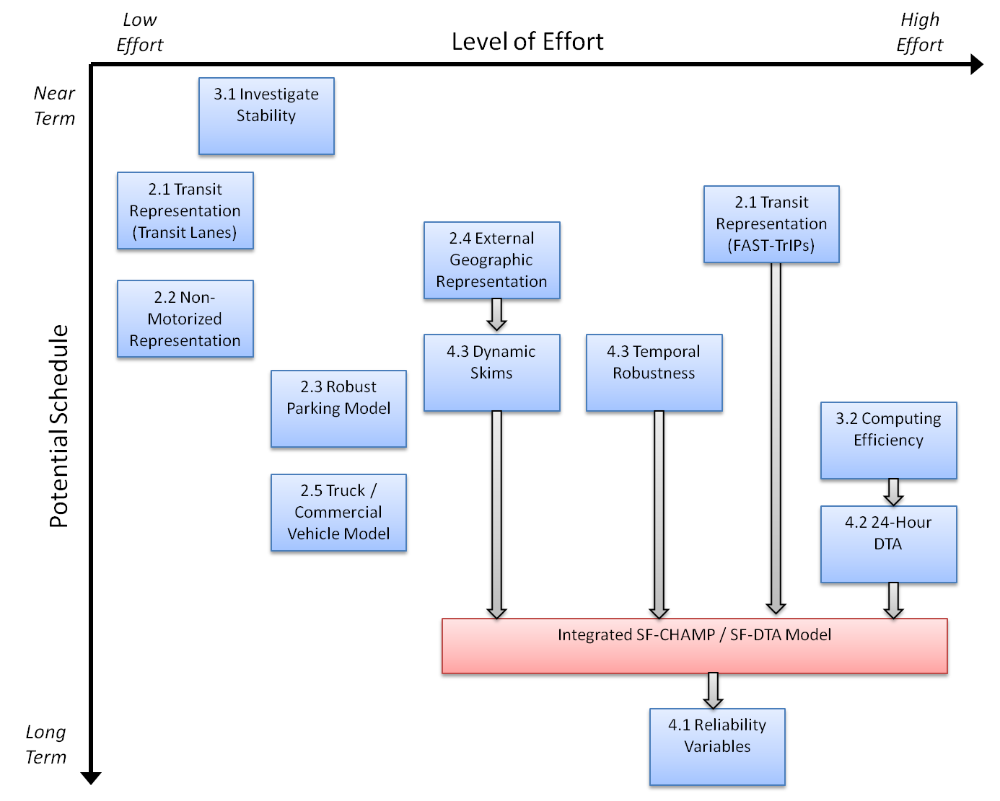 Low
Effort
Level of Effort
High
Effort
Near
Term
3.1 Investigate
Stability
2.1 Transit
Representation
(Transit Lanes)
2.1 Transit
Representation
(FAST-TrIPs)
2.4 External
Geographic
Representation
2.2 Non-
Motorized
Representation
4.3 Dynamic
Skims
4.3 Temporal
Robustness
Potential Schedule
2.3 Robust
Parking Model
3.2 Computing
Efficiency
2.5 Truck /
Commercial
Vehicle Model
4.2 24-Hour
DTA
Integrated SF-CHAMP / SF-DTA Model
Long
Term
4.1 Reliability
Variables